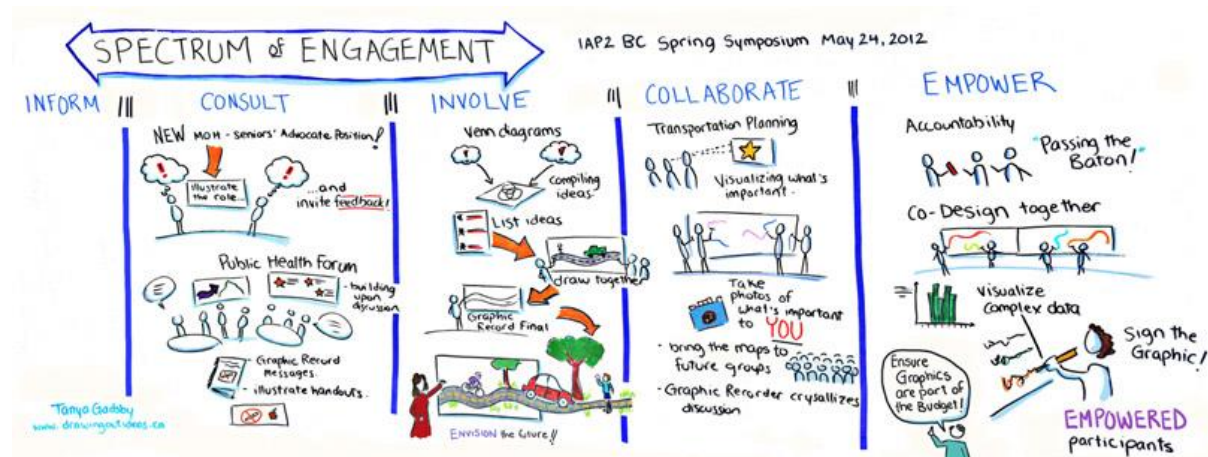 SPECTRUM of ENGAGEMENT
IAP2 BC Spring Symposium May 24, 2012
INFORM
CONSULT
NEW MOH - Seniors' Advocate Position!
illustrate
the role...
...and
invite feedback!
Public Health Forum
- building
upon
discussion
- Graphic Record
Messages.
- illustrate handouts.
Tanya Gadsby
www.drawingoutideas.ca
INVOLVE
Venn diagrams
Compiling
ideas.
List ideas
draw together
Graphic
Record Final
ENVISION the future!!
COLLABORATE
Transportation Planning
Visualizing what's
important.
Take
photos of
what's important
to YOU
- bring the maps to
future groups
- Graphic Recorder crysallizes
discussion
EMPOWER
Accountability
"Passing the
Baton!"
Co-Design together
Visualize
complex data
Sign the
Graphic!
Ensure
Graphics
are part of
the Budget!
EMPOWERED
participants